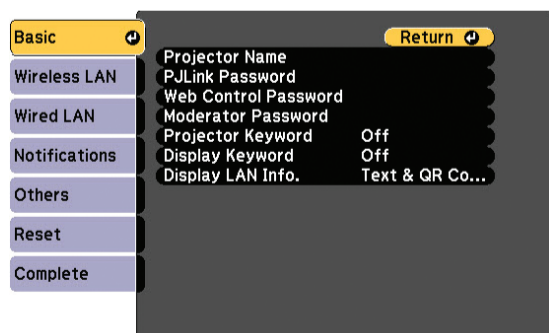 Basic
Wireless LAN
Wired LAN
Notifications
Others
Reset
Complete
Return
Projector Name
PJLink Password
Web Control Password
Moderator Password
Projector Keyword Off
Display Keyword Off
Display LAN Info. Text & QR Co...